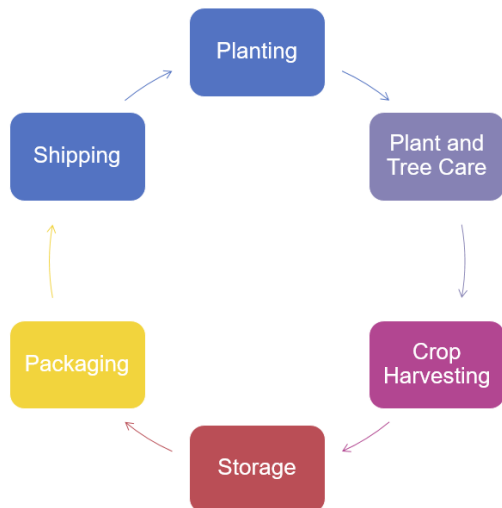 Planting
Plant and
Tree Care
Crop
Harvesting
Storage
Packaging
Shipping